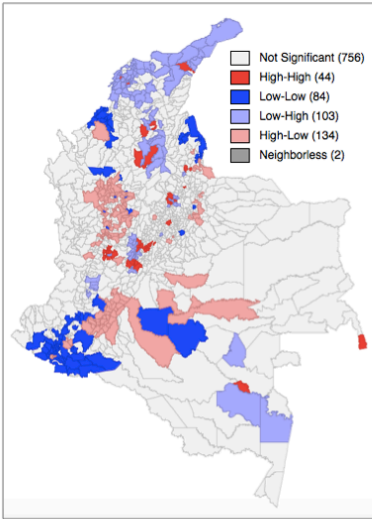 Not Significant (756)
High-High (44)
Low-Low (84)
Low-High (103)
High-Low (134)
Neighborless (2)